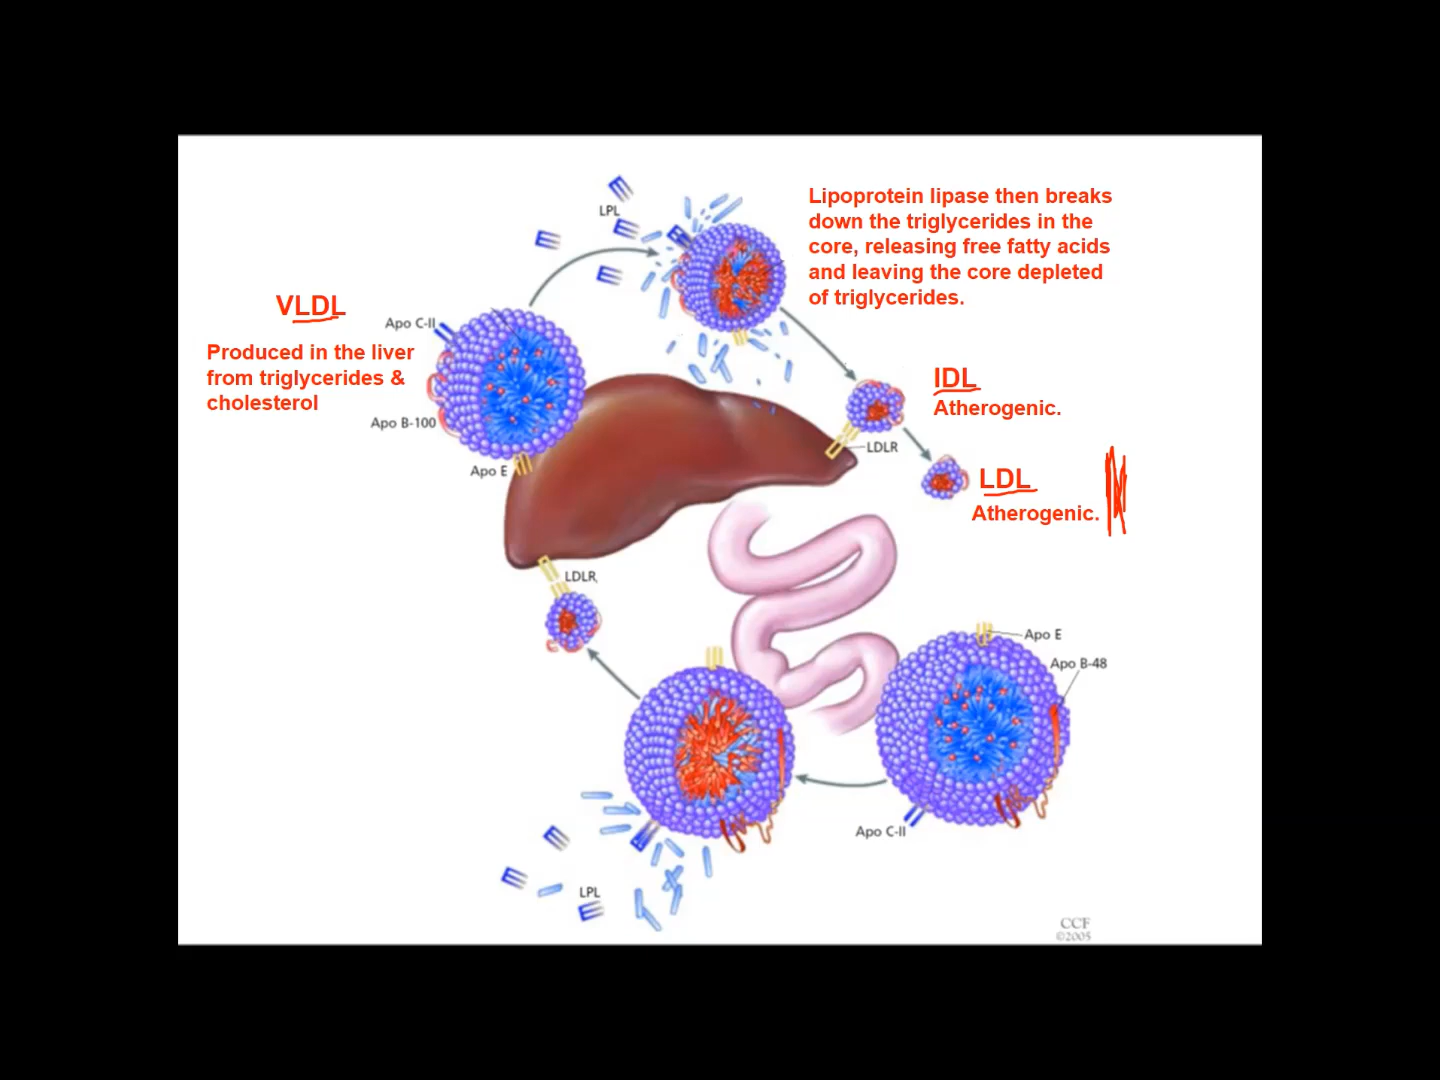 LPL
Lipoprotein lipase then breaks
down the triglycerides in the
core, releasing free fatty acids
and leaving the core depleted
of triglycerides.
VLDL
Apo C-II
Produced in the liver
from triglycerides &
cholesterol
Apo B-100
Apo E
IDL
Atherogenic.
LDLR
LDL
Atherogenic.
LDLR
Apo E
Apo B-48
Apo C-II
LPL
CCF
©2005